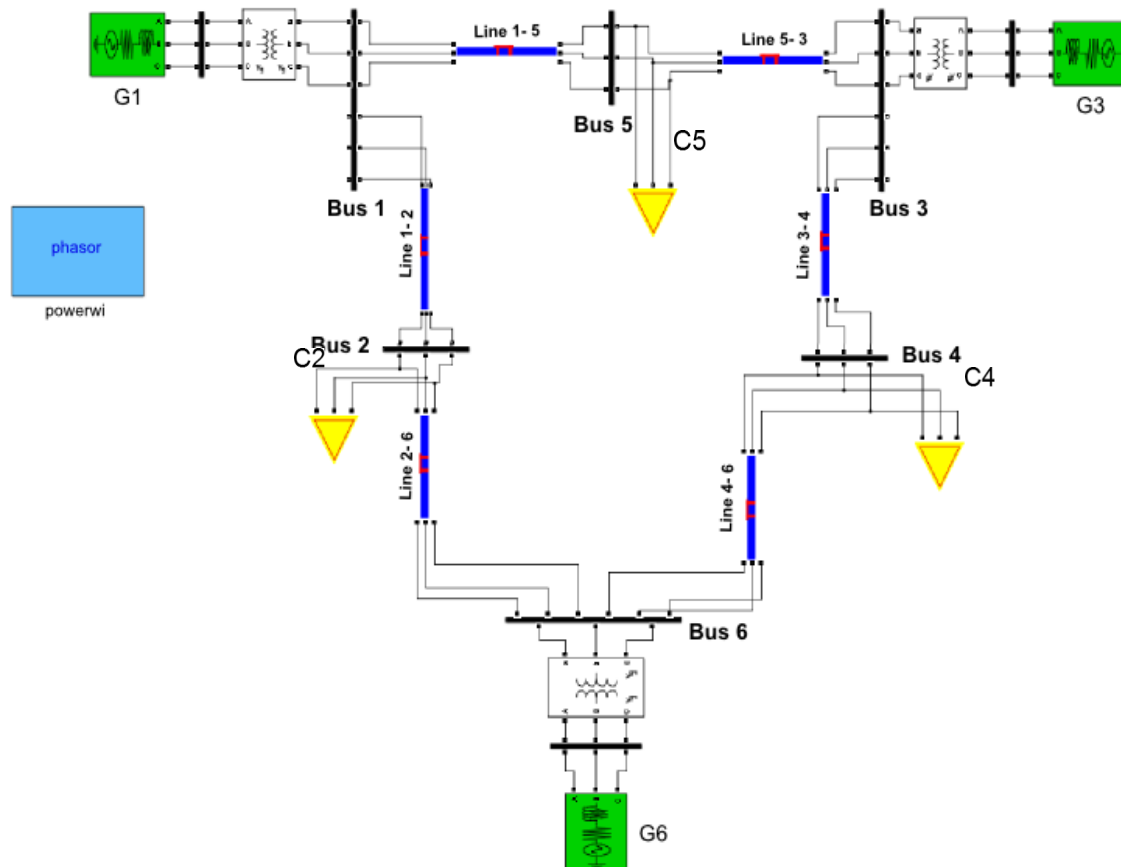 Line 1- 5
Line 5- 3
G1
G3
Bus 5
C5
Bus 1
Bus 3
Line 1- 2
Line 3- 4
phasor
powerwi
Bus 2
C2
Bus 4
C4
Line 2- 6
Line 4- 6
Bus 6
G6